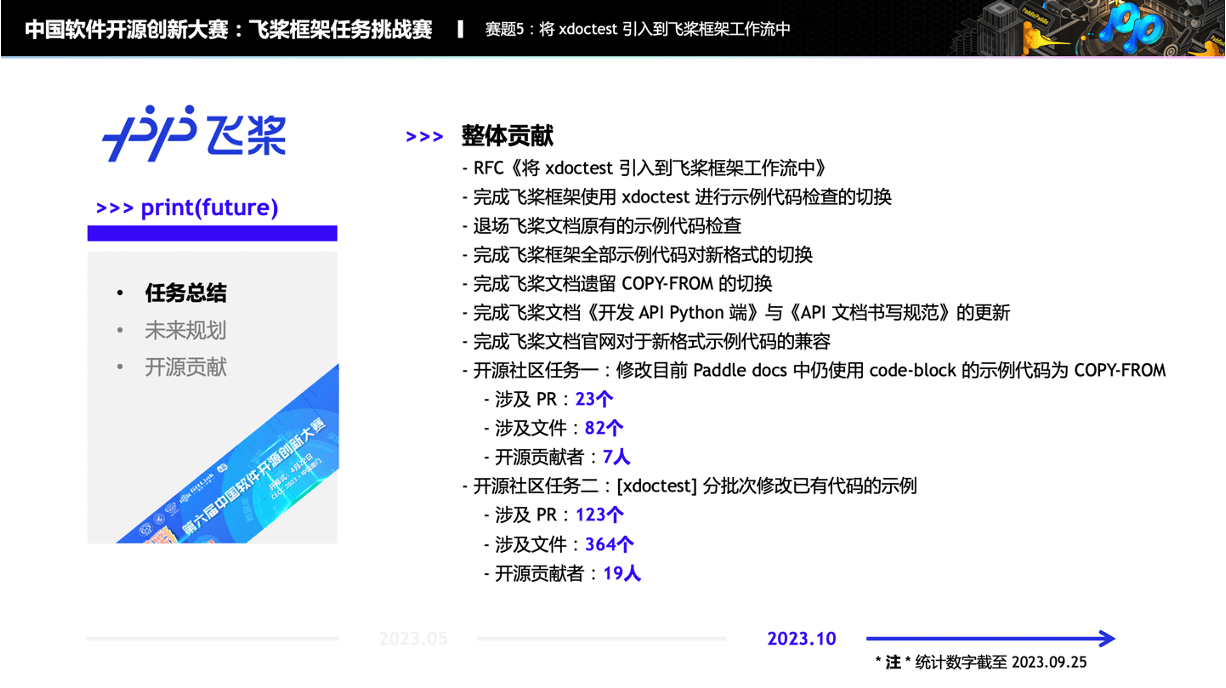 中国软件开源创新大赛：飞桨框架任务挑战赛
赛题5：将 xdoctest 引入到飞桨框架工作流中
飞桨
>>> print(future)
• 任务总结
• 未来规划
• 开源贡献
第六届中国软件开源创新大赛
>>> 整体贡献
- RFC《将 xdoctest 引入到飞桨框架工作流中》
- 完成飞桨框架使用 xdoctest 进行示例代码检查的切换
- 退场飞桨文档原有的示例代码检查
- 完成飞桨框架全部示例代码对新格式的切换
- 完成飞桨文档遗留 COPY-FROM 的切换
- 完成飞桨文档《开发 API Python 端》与《API 文档书写规范》的更新
- 完成飞桨文档官网对于新格式示例代码的兼容
- 开源社区任务一：修改目前 Paddle docs 中仍使用 code-block 的示例代码为 COPY-FROM
- 涉及 PR：23个
- 涉及文件：82个
- 开源贡献者：7人
- 开源社区任务二：[xdoctest] 分批次修改已有代码的示例
- 涉及 PR：123个
- 涉及文件：364个
- 开源贡献者：19人
2023.05
2023.10
* 注 * 统计数字截至 2023.09.25